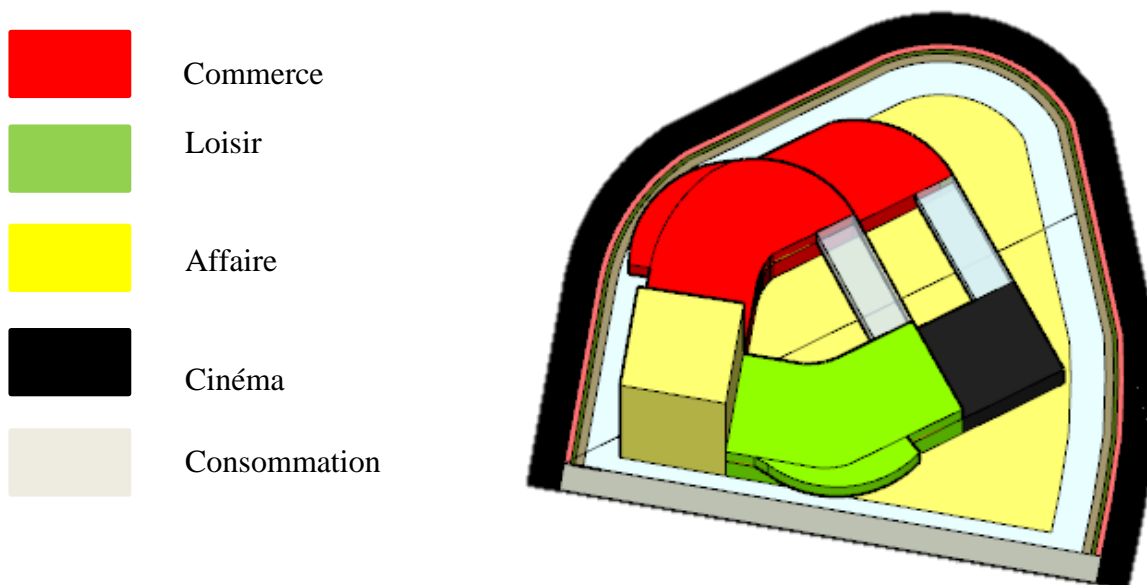 Commerce
Loisir
Affaire
Cinéma
Consommation